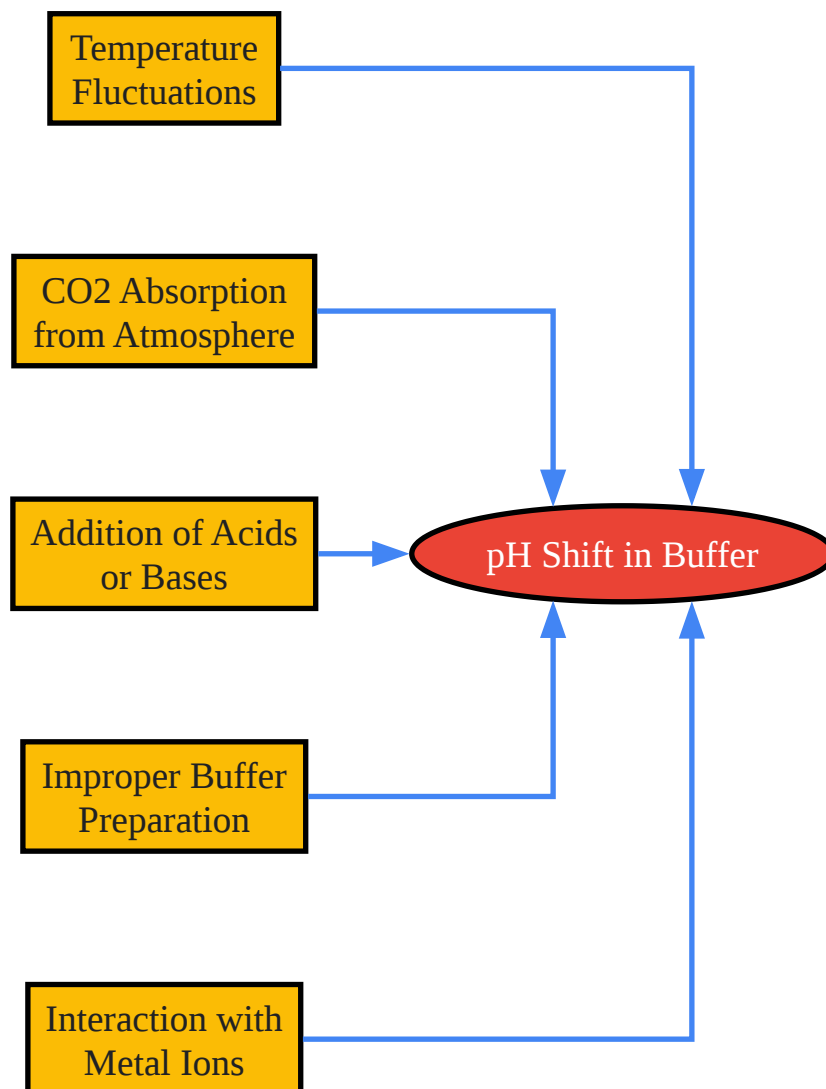 Temperature
Fluctuations
CO2 Absorption
from Atmosphere
Addition of Acids
or Bases
pH Shift in Buffer
Improper Buffer
Preparation
Interaction with
Metal Ions